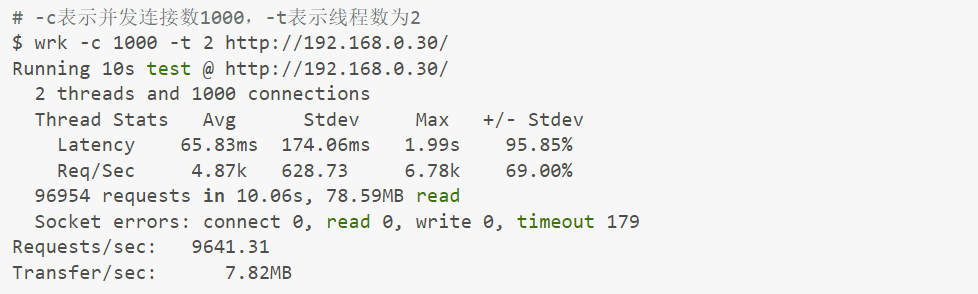 # -c表示并发连接数1000，-t表示线程数为2
$ wrk -c 1000 -t 2 http://192.168.0.30/
Running 10s test @ http://192.168.0.30/
  2 threads and 1000 connections
  Thread Stats   Avg      Stdev     Max   +/- Stdev
    Latency    65.83ms  174.06ms   1.99s    95.85%
    Req/Sec     4.87k   628.73     6.78k    69.00%
  96954 requests in 10.06s, 78.59MB read
  Socket errors: connect 0, read 0, write 0, timeout 179
Requests/sec:   9641.31
Transfer/sec:      7.82MB